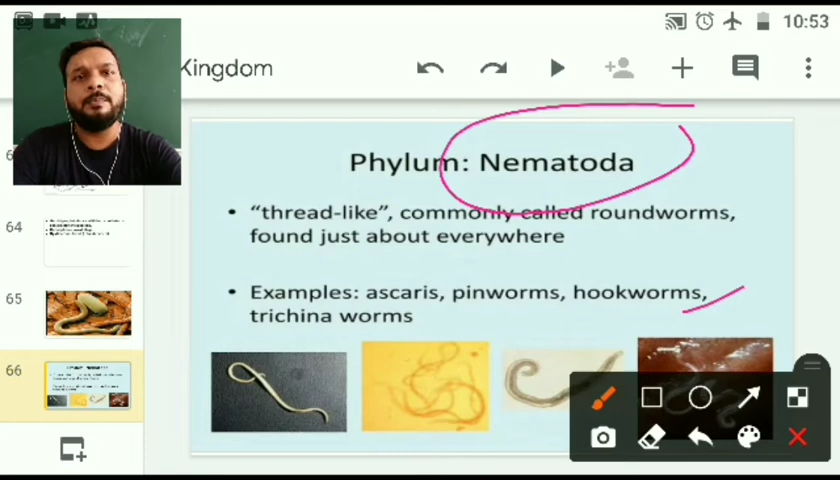 10:53
Kingdom
Phylum: Nematoda
• "thread-like", commonly called roundworms,
found just about everywhere
• Examples: ascaris, pinworms, hookworms,
trichina worms
64
65
66